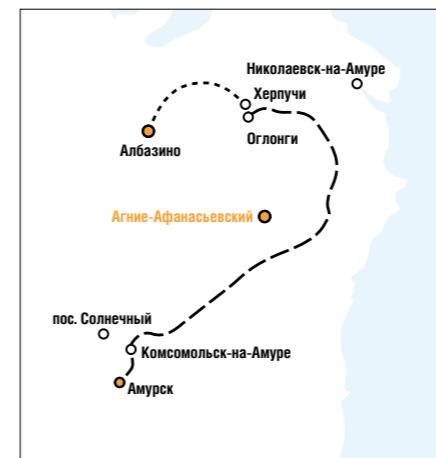 Николаевск-на-Амуре
Херпучи
Оглонги
Албазино
Агние-Афанасьевский
пос. Солнечный
Комсомольск-на-Амуре
Амурск